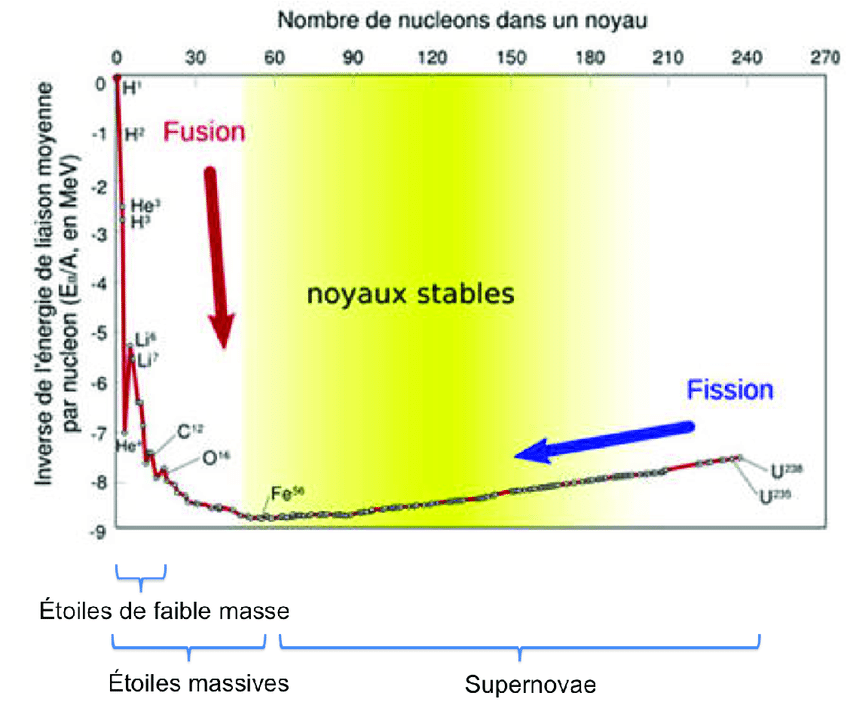 Nombre de nucleons dans un noyau
0 30 60 90 120 150 180 210 240 270
Inverse de l'énergie de liaison moyenne
par nucleon (Eₗ/A, en MeV)
0
-1
-2
-3
-4
-5
-6
-7
-8
-9
H¹
H²
Fusion
He³
H³
noyaux stables
Li⁶
Li⁷
Fission
He⁴
C¹²
O¹⁶
Fe⁵⁶
U²³⁸
U²³⁵
Étoiles de faible masse
Étoiles massives
Supernovae